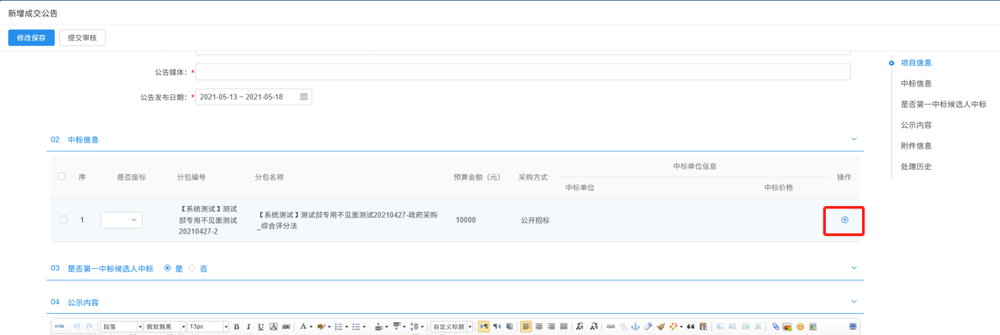 新增成交公告
修改保存 提交审核
公告媒体：*
公告发布日期：* 2021-05-13 ~ 2021-05-18
项目信息
中标信息
是否第一中标候选人中标
公示内容
附件信息
处理历史
02 中标信息
序 是否废标 分包编号 分包名称 预算金额（元） 采购方式 中标单位信息 操作
中标单位 中标价格
1 【系统测试】测试部专用不见面测试20210427-2 【系统测试】测试部专用不见面测试20210427-政府采购_综合评分法 10000 公开招标
03 是否第一中标候选人中标 是 否
04 公示内容
HTML 段落 微软雅黑 13px B I U A ABC A 自定义标题